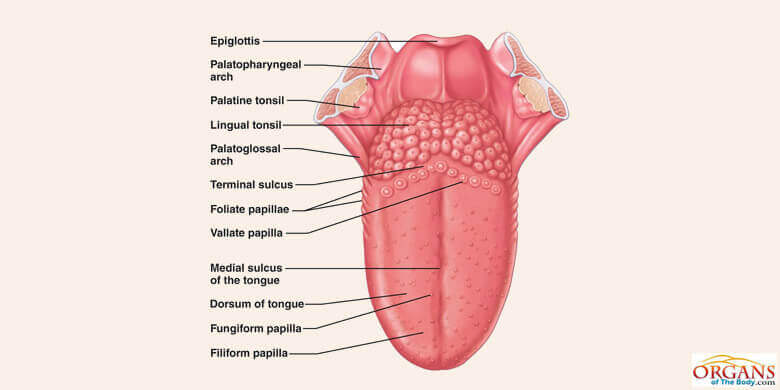 Epiglottis
Palatopharyngeal
arch
Palatine tonsil
Lingual tonsil
Palatoglossal
arch
Terminal sulcus
Foliate papillae
Vallate papilla
Medial sulcus
of the tongue
Dorsum of tongue
Fungiform papilla
Filiform papilla
ORGANS
of The Body.com